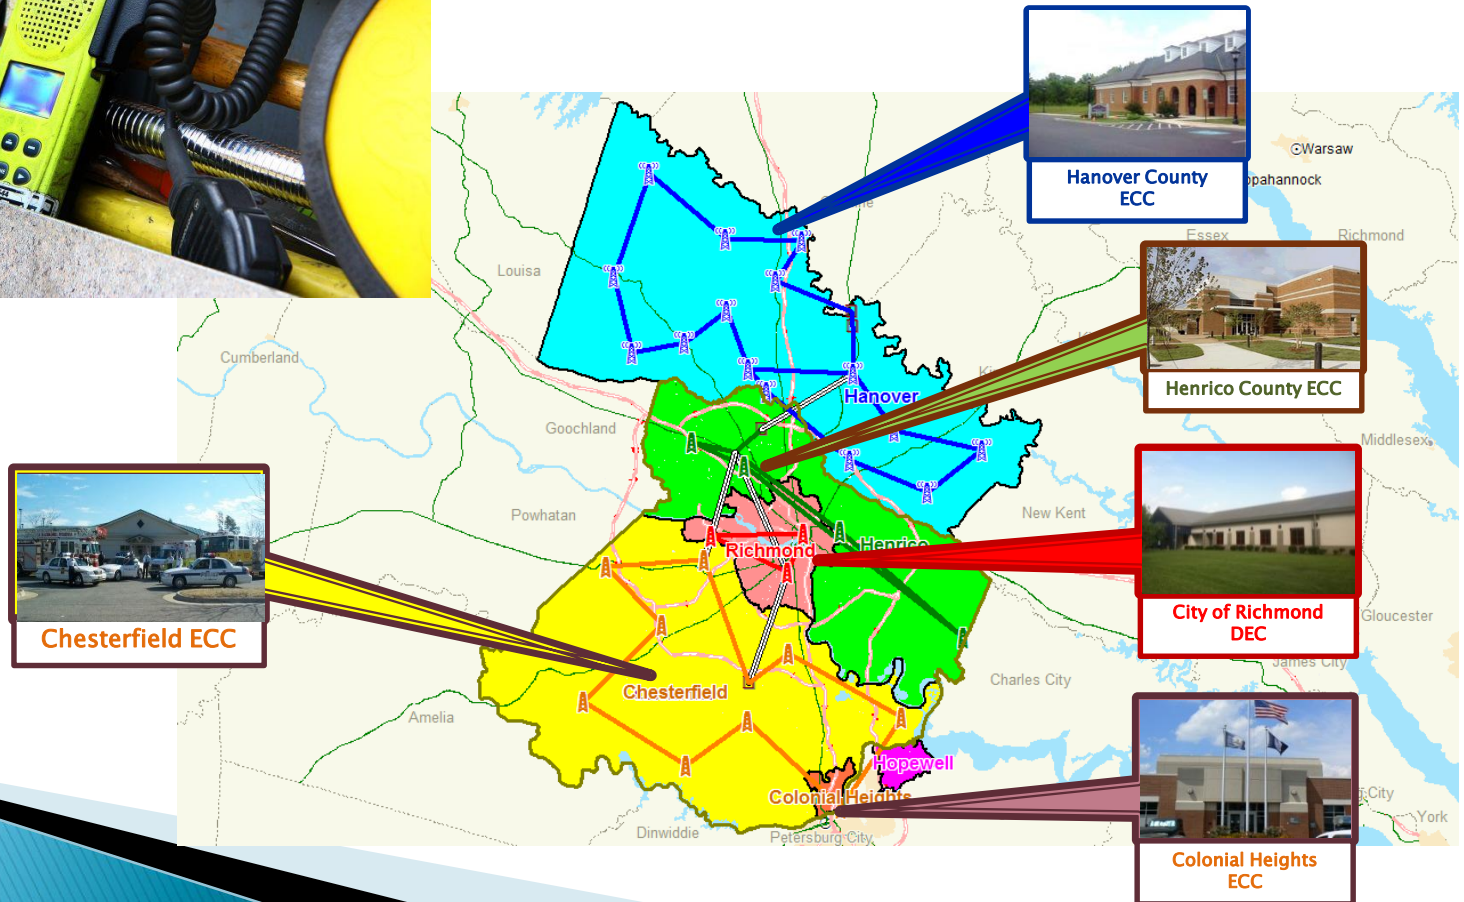 Hanover County
ECC
Warsaw
opahannock
Essex
Richmond
Louisa
Henrico County ECC
Cumberland
Hanover
Goochland
Middlesex
Powhatan
New Kent
Richmond
Henrico
Chesterfield ECC
City of Richmond
DEC
Gloucester
James City
Charles City
Chesterfield
Amelia
Hopewell
Colonial Heights
City
York
Dinwiddie
Petersburg City
Colonial Heights
ECC